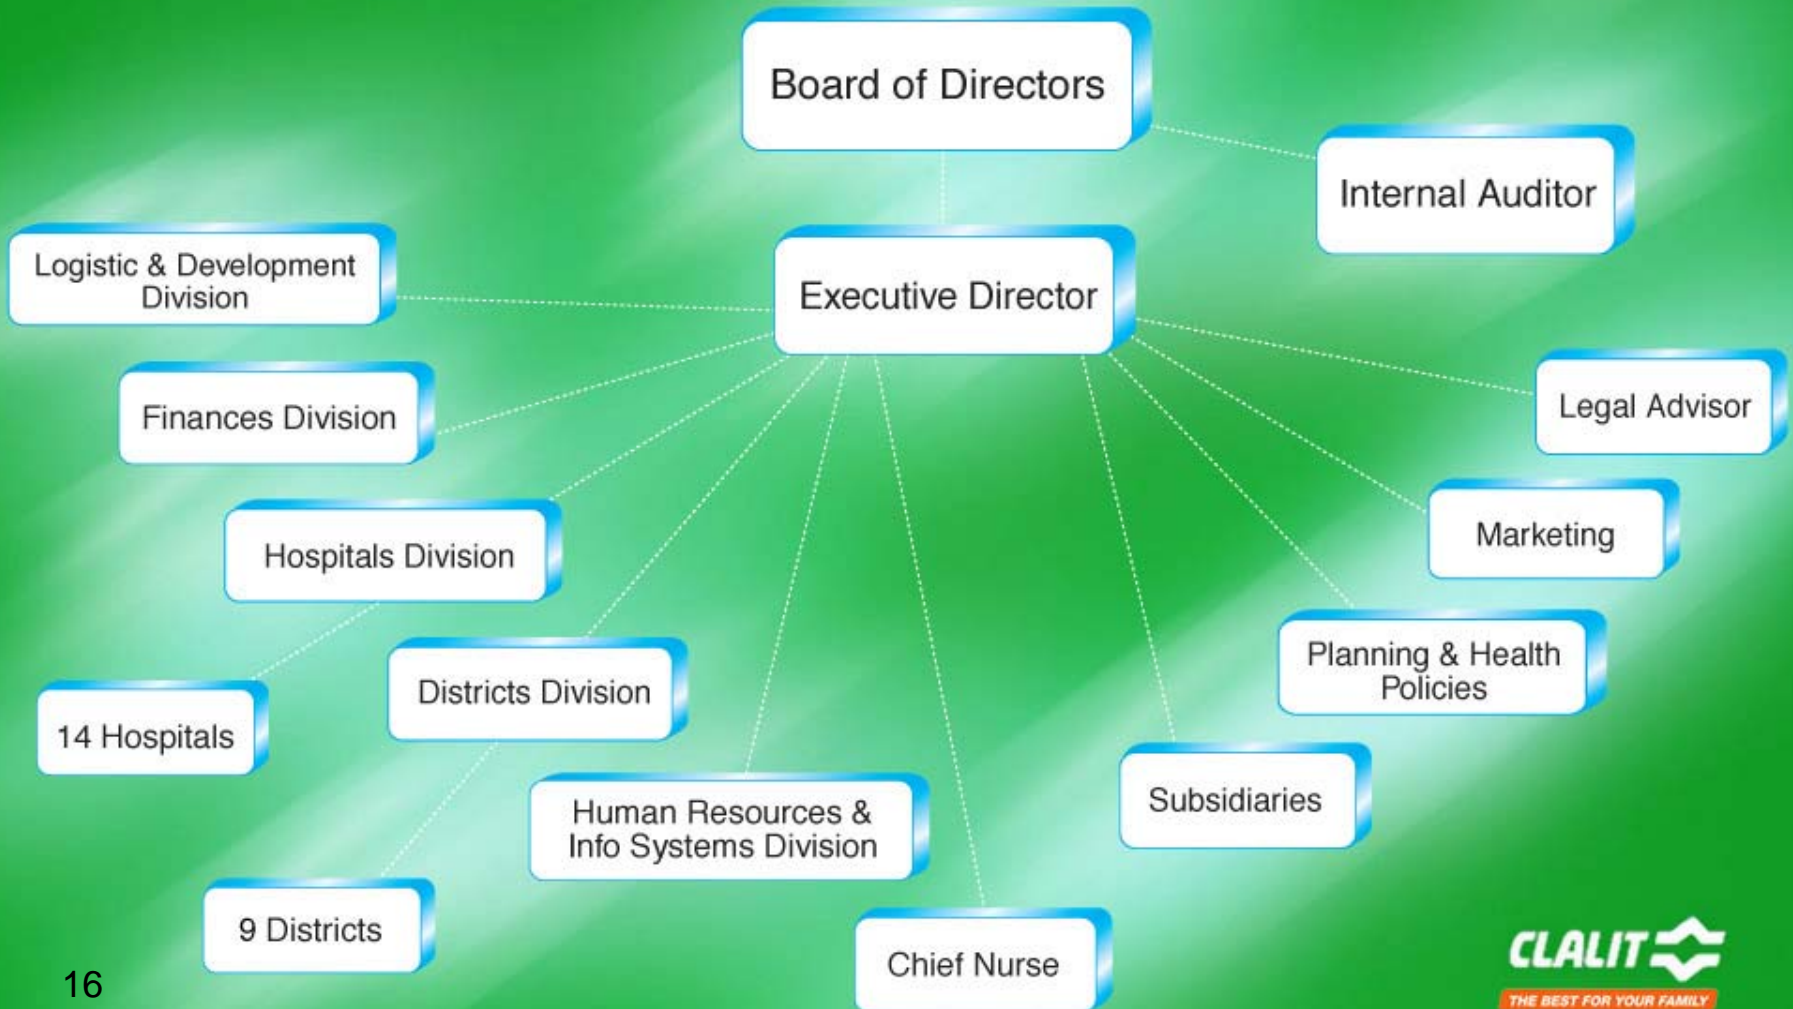 Board of Directors
Internal Auditor
Executive Director
Logistic & Development
Division
Finances Division
Legal Advisor
Hospitals Division
Marketing
14 Hospitals
Districts Division
Planning & Health
Policies
Human Resources &
Info Systems Division
Subsidiaries
9 Districts
Chief Nurse
CLALIT
THE BEST FOR YOUR FAMILY
16